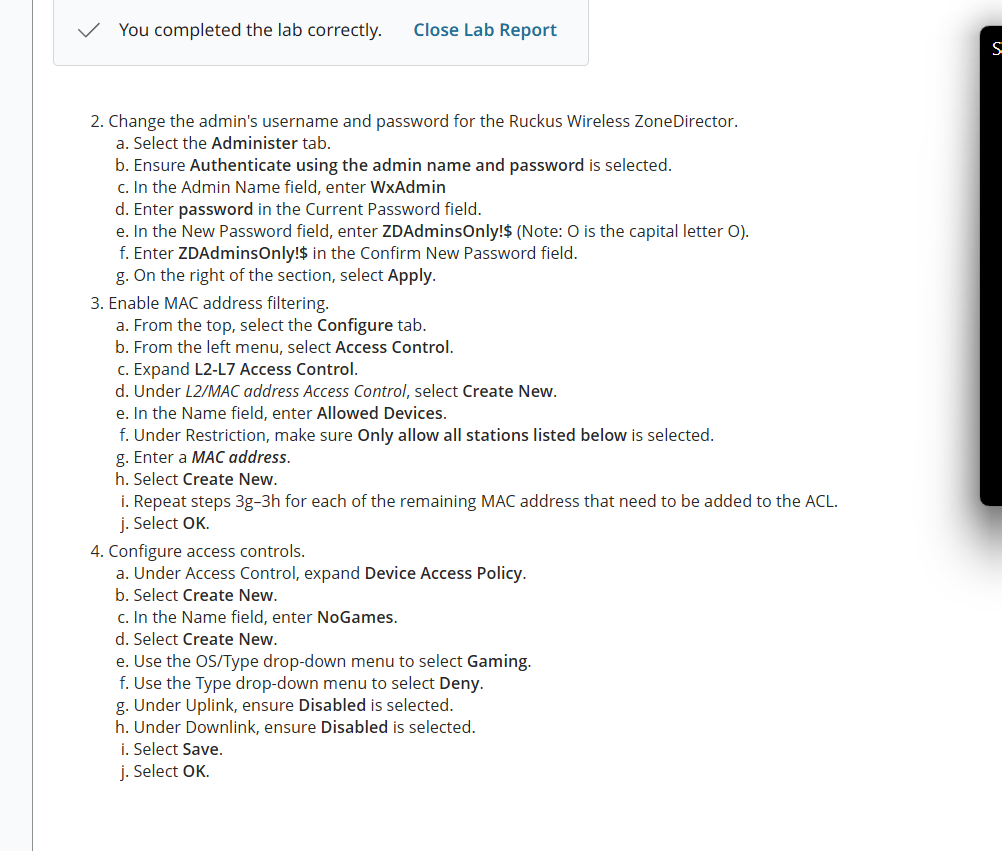 You completed the lab correctly. Close Lab Report
S
2. Change the admin's username and password for the Ruckus Wireless ZoneDirector.
a. Select the Administer tab.
b. Ensure Authenticate using the admin name and password is selected.
c. In the Admin Name field, enter WxAdmin
d. Enter password in the Current Password field.
e. In the New Password field, enter ZDAdminsOnly!$ (Note: O is the capital letter O).
f. Enter ZDAdminsOnly!$ in the Confirm New Password field.
g. On the right of the section, select Apply.
3. Enable MAC address filtering.
a. From the top, select the Configure tab.
b. From the left menu, select Access Control.
c. Expand L2-L7 Access Control.
d. Under L2/MAC address Access Control, select Create New.
e. In the Name field, enter Allowed Devices.
f. Under Restriction, make sure Only allow all stations listed below is selected.
g. Enter a MAC address.
h. Select Create New.
i. Repeat steps 3g–3h for each of the remaining MAC address that need to be added to the ACL.
j. Select OK.
4. Configure access controls.
a. Under Access Control, expand Device Access Policy.
b. Select Create New.
c. In the Name field, enter NoGames.
d. Select Create New.
e. Use the OS/Type drop-down menu to select Gaming.
f. Use the Type drop-down menu to select Deny.
g. Under Uplink, ensure Disabled is selected.
h. Under Downlink, ensure Disabled is selected.
i. Select Save.
j. Select OK.